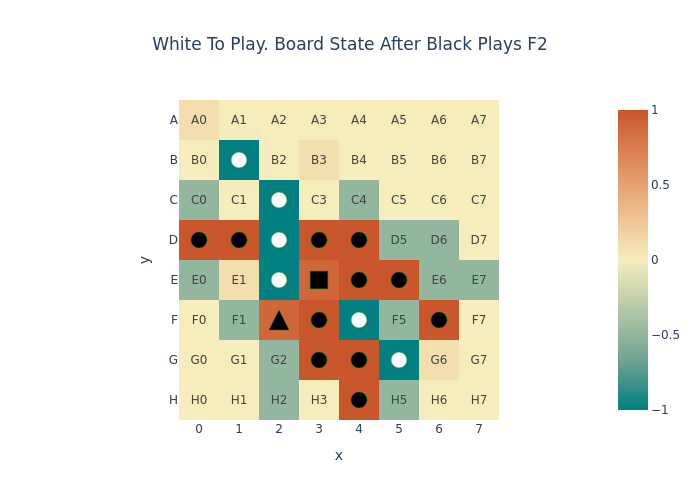 White To Play. Board State After Black Plays F2
A A0 A1 A2 A3 A4 A5 A6 A7 1
B B0 B2 B3 B4 B5 B6 B7 0.5
C C0 C1 C3 C4 C5 C6 C7
D D5 D6 D7 0
y
E E0 E1 E6 E7
F F0 F1 F5 F7 −0.5
G G0 G1 G2 G6 G7
H H0 H1 H2 H3 H5 H6 H7 −1
0 1 2 3 4 5 6 7
x